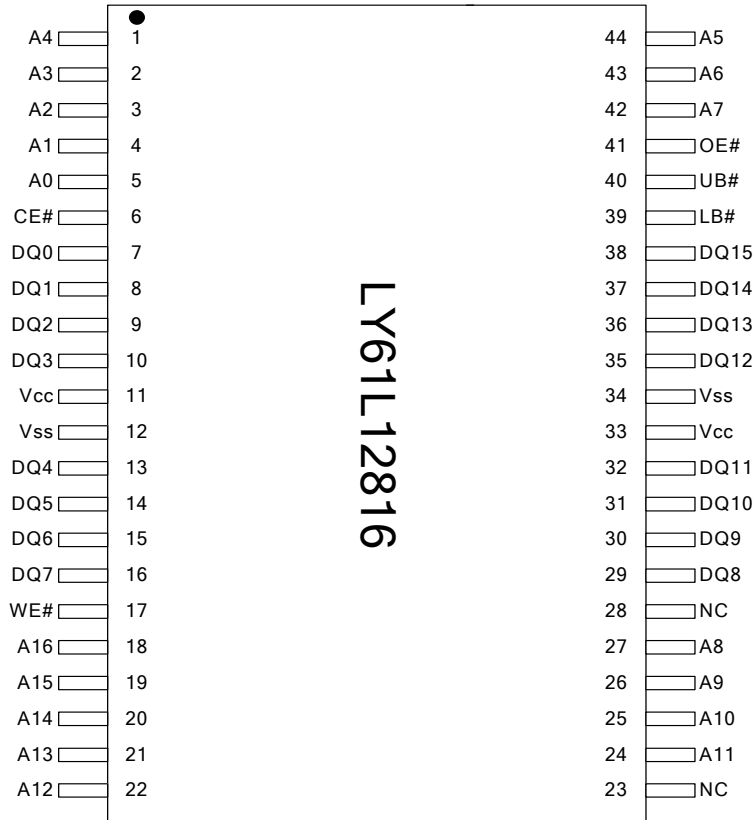 A4 1 44 A5
A3 2 43 A6
A2 3 42 A7
A1 4 41 OE#
A0 5 40 UB#
CE# 6 39 LB#
DQ0 7 38 DQ15
DQ1 8 37 DQ14
DQ2 9 36 DQ13
DQ3 10 35 DQ12
Vcc 11 34 Vss
Vss 12 33 Vcc
DQ4 13 32 DQ11
DQ5 14 31 DQ10
DQ6 15 30 DQ9
DQ7 16 29 DQ8
WE# 17 28 NC
A16 18 27 A8
A15 19 26 A9
A14 20 25 A10
A13 21 24 A11
A12 22 23 NC
LY61L12816